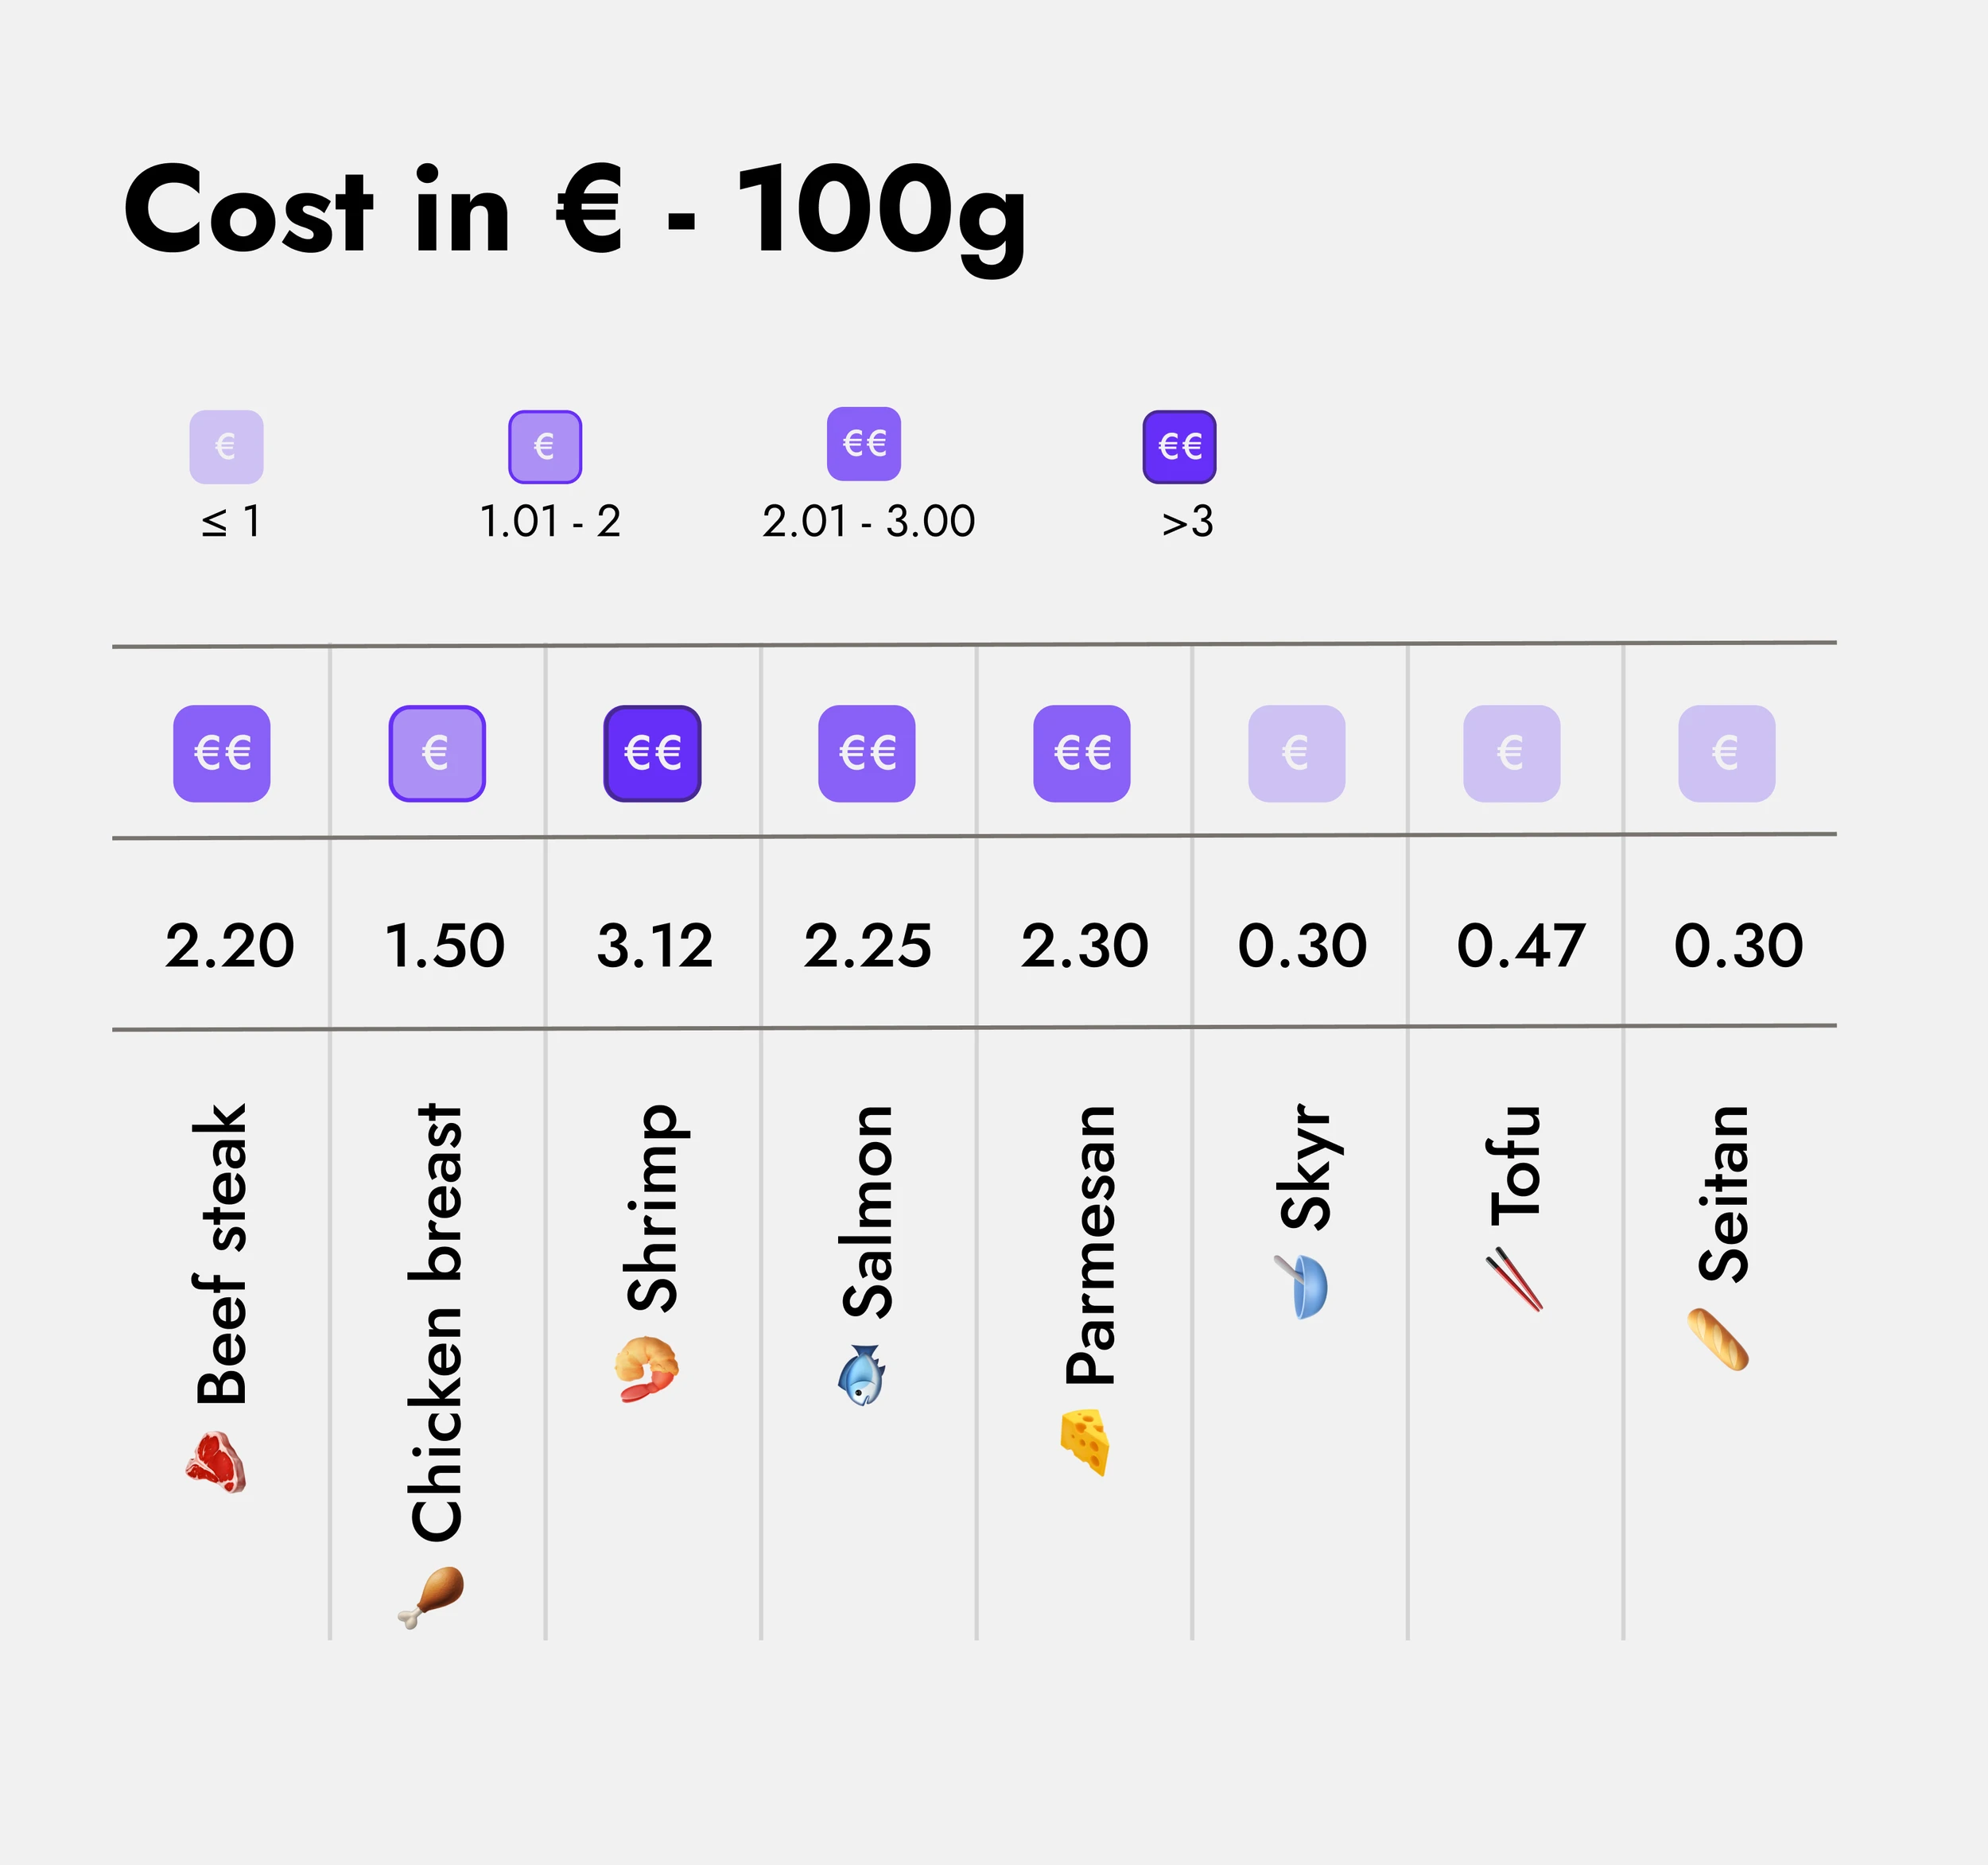 Cost in € - 100g
€ € €€ €€
≤ 1 1.01 - 2 2.01 - 3.00 >3
€€ € €€ €€ €€ € € €
2.20 1.50 3.12 2.25 2.30 0.30 0.47 0.30
Beef steak
Chicken breast
Shrimp
Salmon
Parmesan
Skyr
Tofu
Seitan